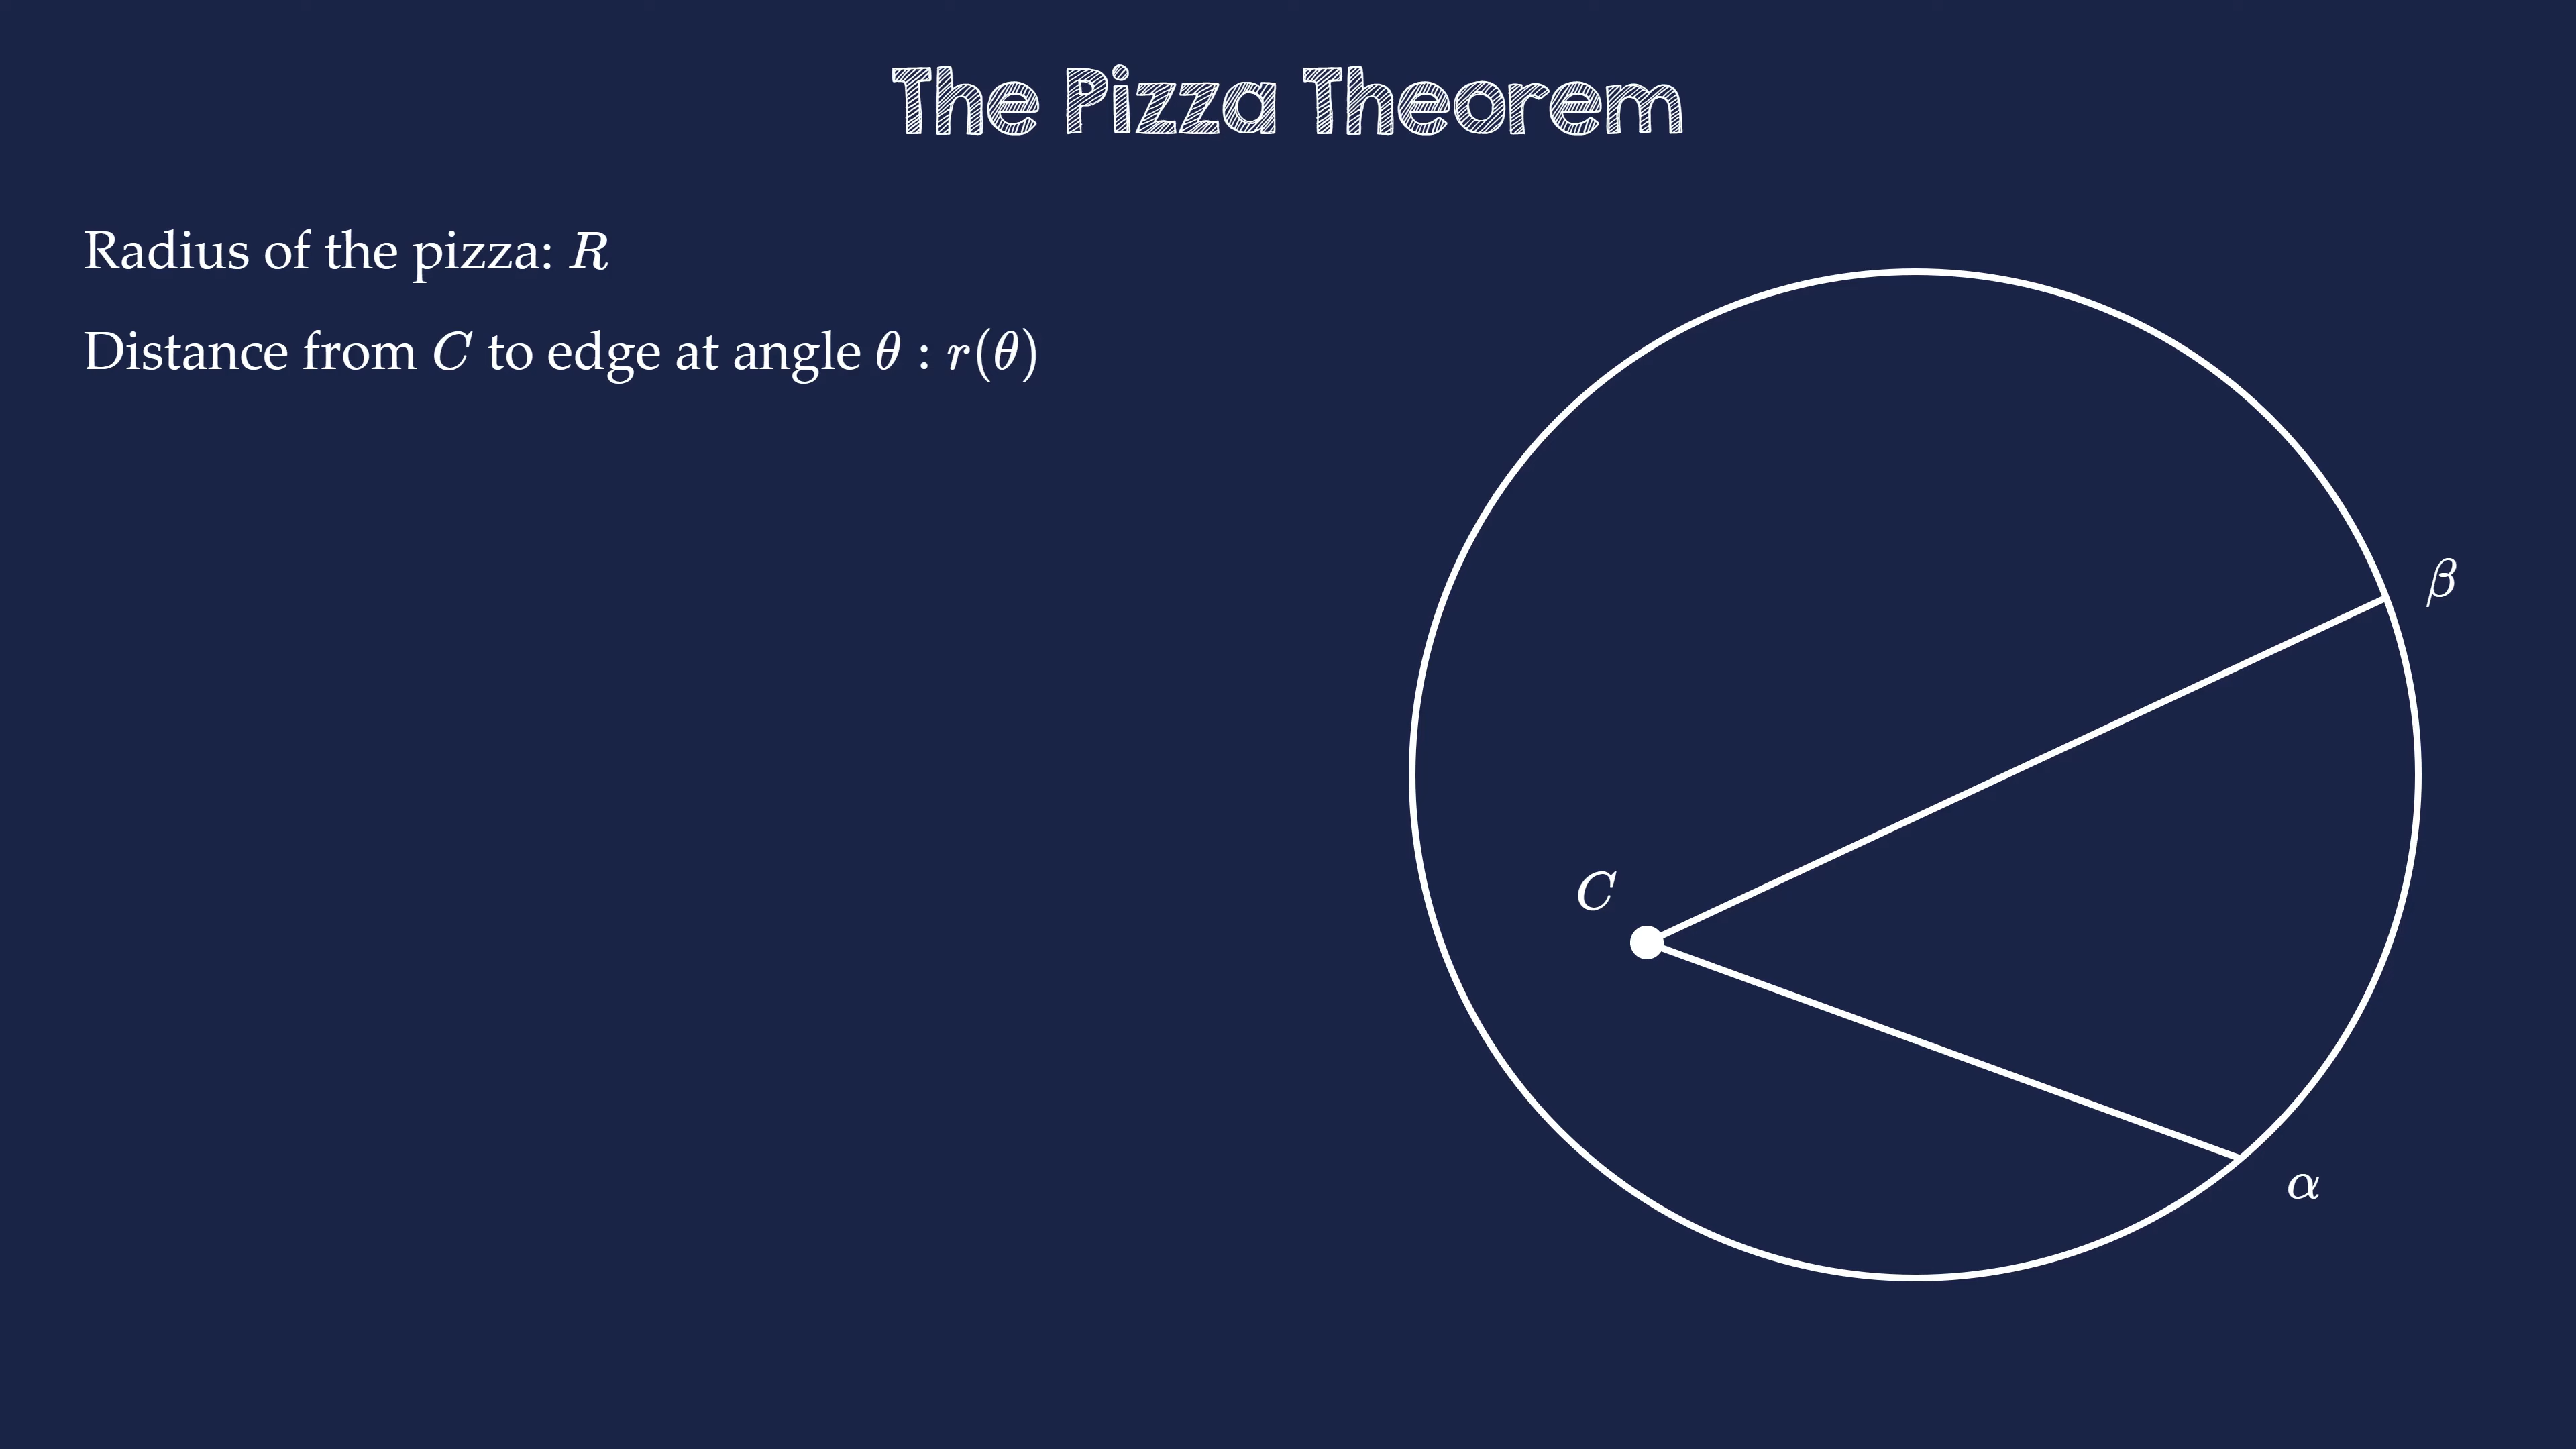 The Pizza Theorem
Radius of the pizza: R
Distance from C to edge at angle θ : r(θ)
β
C
α